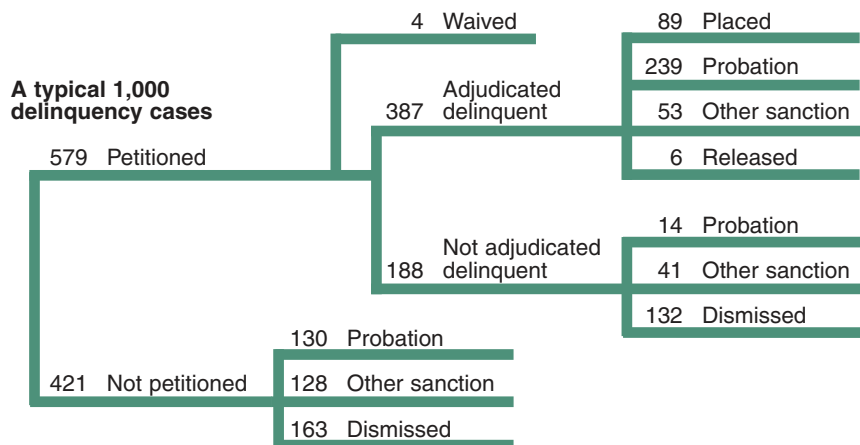 A typical 1,000
delinquency cases
579 Petitioned
4 Waived
387 Adjudicated
delinquent
89 Placed
239 Probation
53 Other sanction
6 Released
188 Not adjudicated
delinquent
14 Probation
41 Other sanction
132 Dismissed
421 Not petitioned
130 Probation
128 Other sanction
163 Dismissed